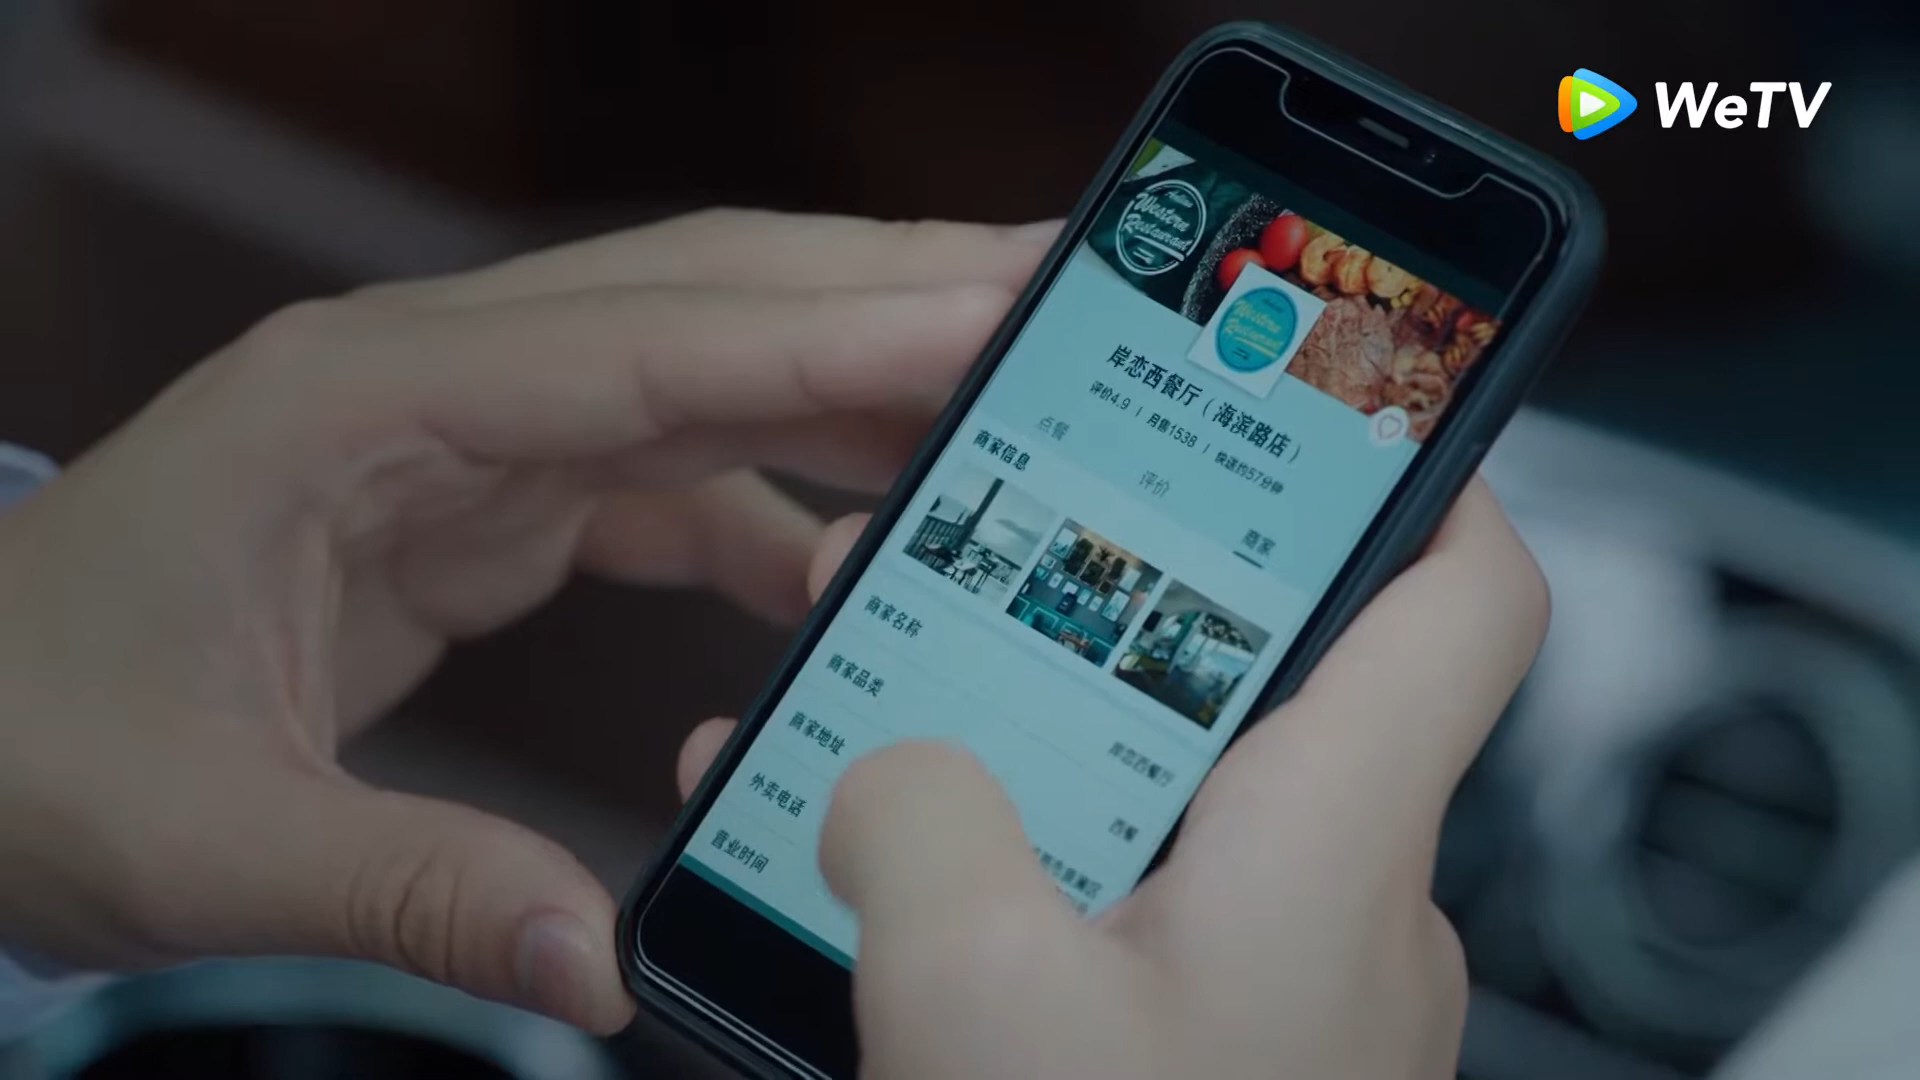 WeTV
Western
Restaurant
Western
Restaurant
岸恋西餐厅（海滨路店）
评价4.9 | 月售1538 | 快送约57分钟
点餐
评价
商家
商家信息
商家名称
岸恋西餐厅
商家品类
西餐
商家地址
外卖电话
营业时间